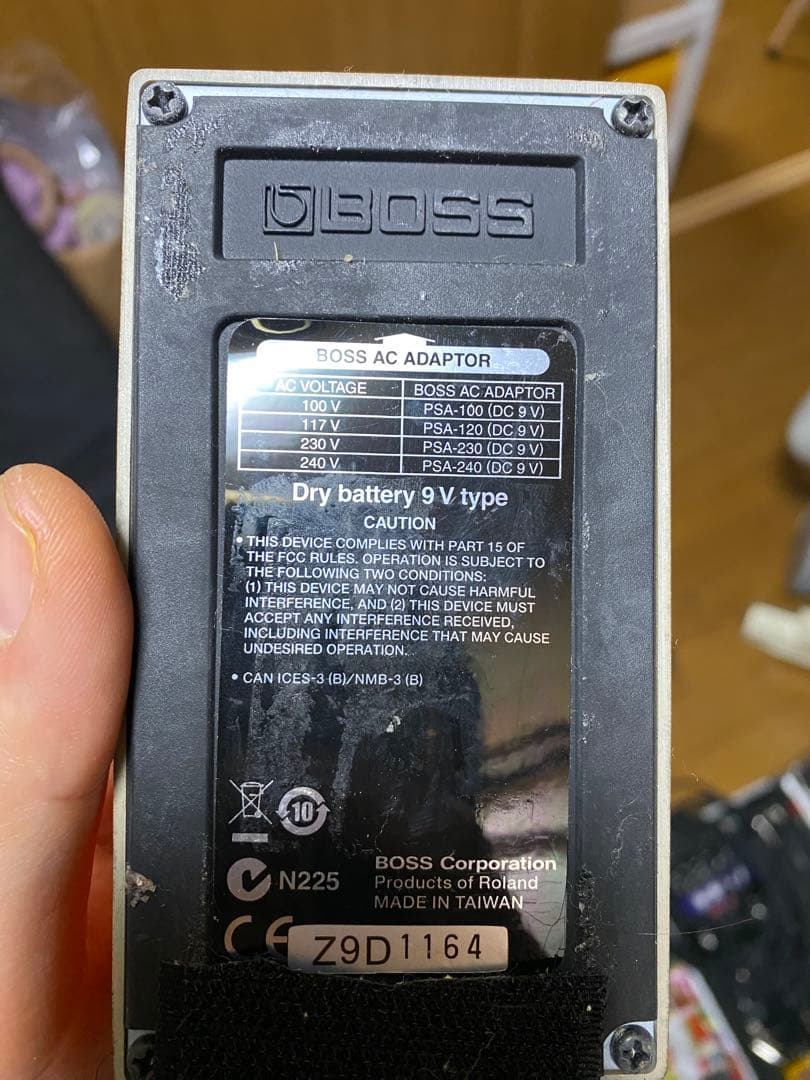 BOSS
BOSS AC ADAPTOR
AC VOLTAGE BOSS AC ADAPTOR
100 V PSA-100 (DC 9 V)
117 V PSA-120 (DC 9 V)
230 V PSA-230 (DC 9 V)
240 V PSA-240 (DC 9 V)
Dry battery 9 V type
CAUTION
• THIS DEVICE COMPLIES WITH PART 15 OF
THE FCC RULES. OPERATION IS SUBJECT TO
THE FOLLOWING TWO CONDITIONS:
(1) THIS DEVICE MAY NOT CAUSE HARMFUL
INTERFERENCE, AND (2) THIS DEVICE MUST
ACCEPT ANY INTERFERENCE RECEIVED,
INCLUDING INTERFERENCE THAT MAY CAUSE
UNDESIRED OPERATION.
• CAN ICES-3 (B)/NMB-3 (B)
10
N225
BOSS Corporation
Products of Roland
MADE IN TAIWAN
CE
Z9D1164